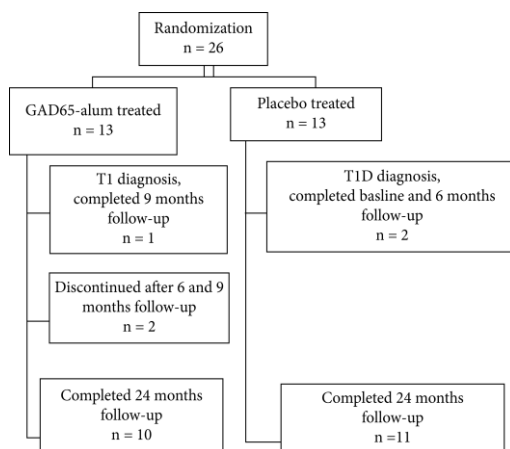 Randomization
n = 26
GAD65-alum treated
n = 13
Placebo treated
n = 13
T1 diagnosis,
completed 9 months
follow-up
n = 1
T1D diagnosis,
completed basline and 6 months
follow-up
n = 2
Discontinued after 6 and 9
months follow-up
n = 2
Completed 24 months
follow-up
n = 10
Completed 24 months
follow-up
n =11